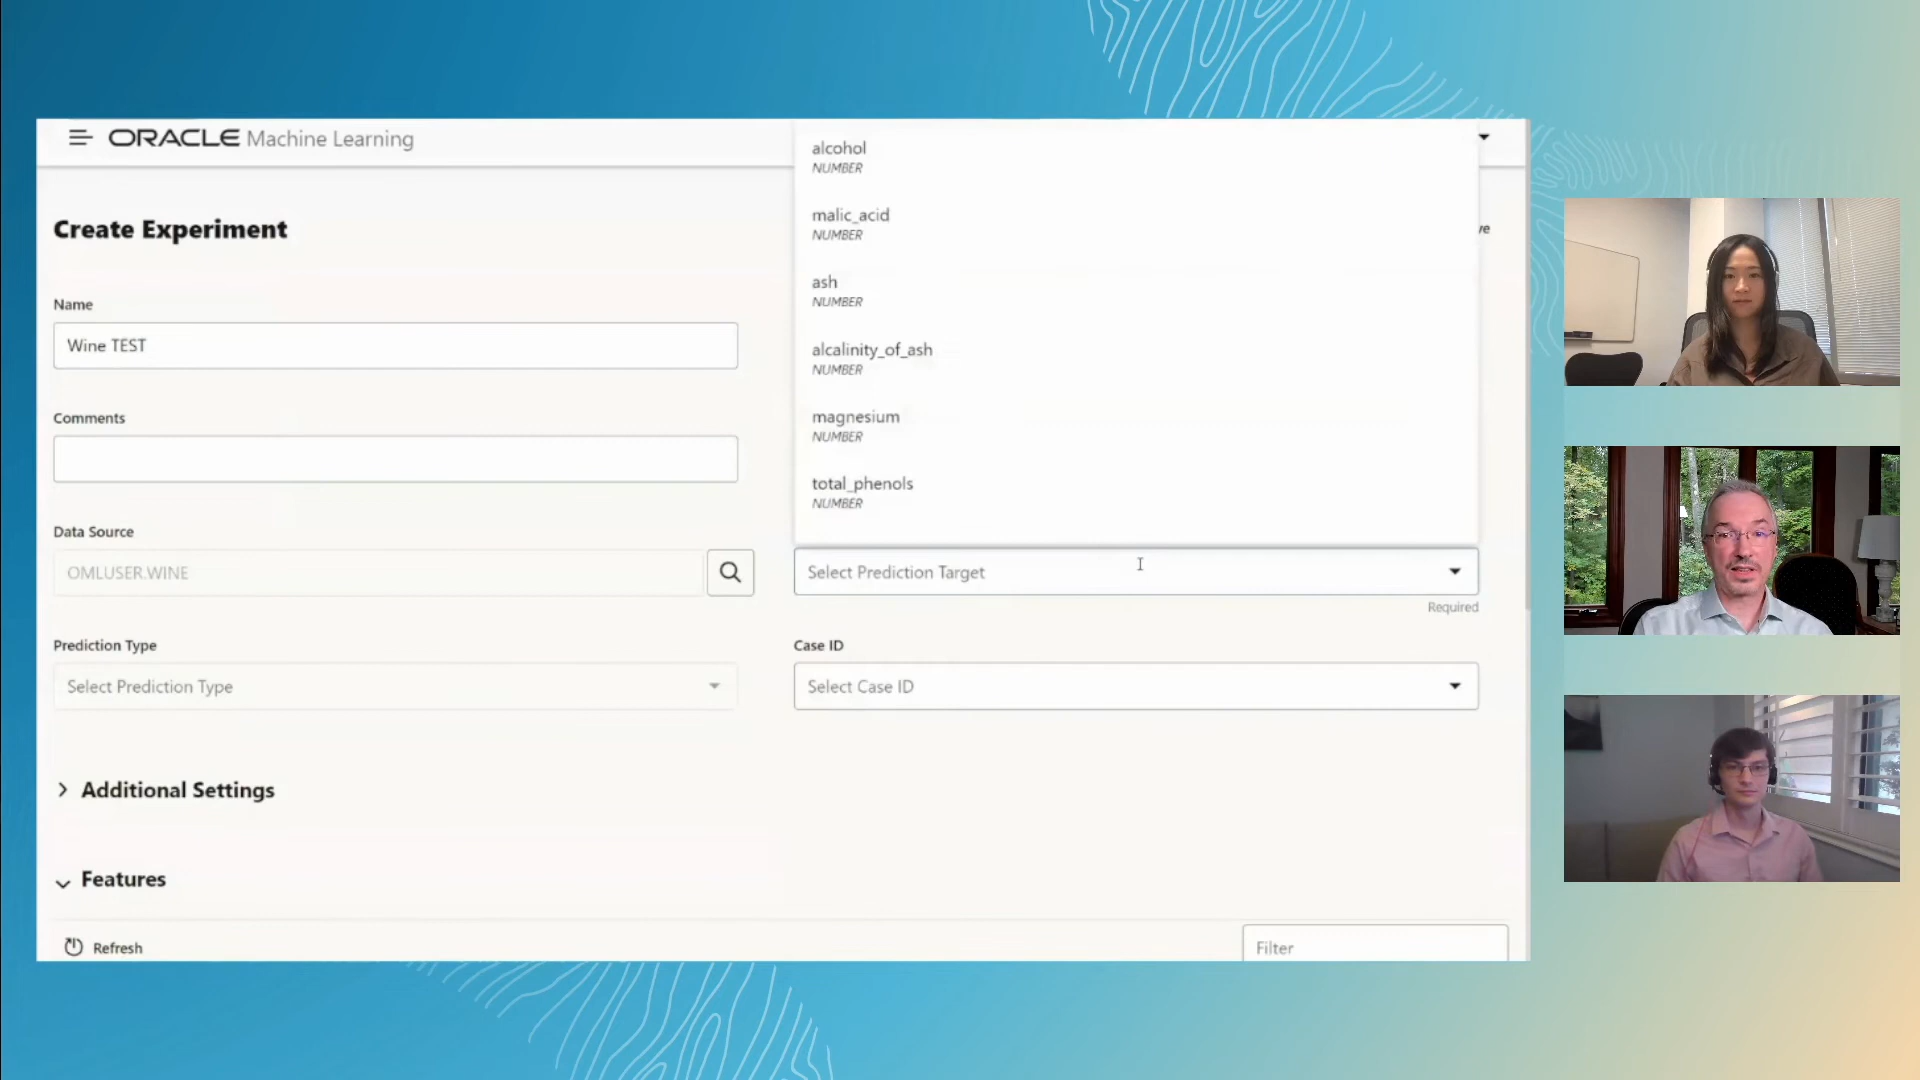 ORACLE Machine Learning
Create Experiment
ve
Name
Wine TEST
Comments
Data Source
OMLUSER.WINE
Prediction Type
Select Prediction Type
alcohol
NUMBER
malic_acid
NUMBER
ash
NUMBER
alcalinity_of_ash
NUMBER
magnesium
NUMBER
total_phenols
NUMBER
Select Prediction Target
Required
Case ID
Select Case ID
Additional Settings
Features
Refresh
Filter